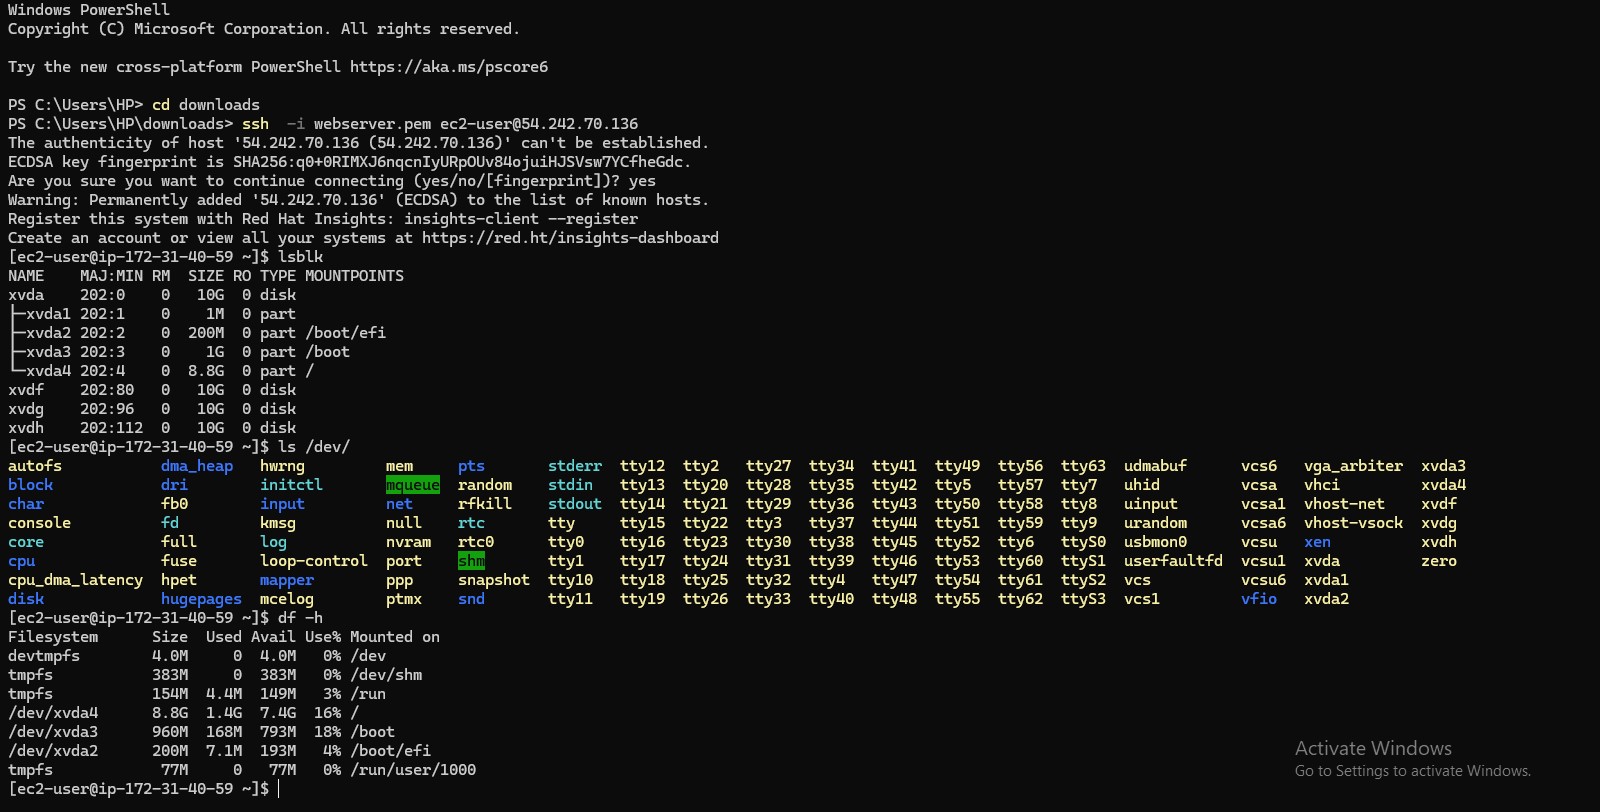 Windows PowerShell
Copyright (C) Microsoft Corporation. All rights reserved.
Try the new cross-platform PowerShell https://aka.ms/pscore6
PS C:\Users\HP> cd downloads
PS C:\Users\HP\downloads> ssh  -i webserver.pem ec2-user@54.242.70.136
The authenticity of host '54.242.70.136 (54.242.70.136)' can't be established.
ECDSA key fingerprint is SHA256:q0+0RIMXJ6nqcnIyURpOUv84ojuiHJSVsw7YCfheGdc.
Are you sure you want to continue connecting (yes/no/[fingerprint])? yes
Warning: Permanently added '54.242.70.136' (ECDSA) to the list of known hosts.
Register this system with Red Hat Insights: insights-client --register
Create an account or view all your systems at https://red.ht/insights-dashboard
[ec2-user@ip-172-31-40-59 ~]$ lsblk
NAME    MAJ:MIN RM  SIZE RO TYPE MOUNTPOINTS
xvda    202:0    0   10G  0 disk
├─xvda1 202:1    0    1M  0 part
├─xvda2 202:2    0  200M  0 part /boot/efi
├─xvda3 202:3    0    1G  0 part /boot
└─xvda4 202:4    0  8.8G  0 part /
xvdf    202:80   0   10G  0 disk
xvdg    202:96   0   10G  0 disk
xvdh    202:112  0   10G  0 disk
[ec2-user@ip-172-31-40-59 ~]$ ls /dev/
autofs           dma_heap   hwrng         mem     pts       stderr  tty12  tty2   tty27  tty34  tty41  tty49  tty56  tty63  udmabuf      vcs6   vga_arbiter  xvda3
block            dri        initctl       mqueue  random    stdin   tty13  tty20  tty28  tty35  tty42  tty5   tty57  tty7   uhid         vcsa   vhci         xvda4
char             fb0        input         net     rfkill    stdout  tty14  tty21  tty29  tty36  tty43  tty50  tty58  tty8   uinput       vcsa1  vhost-net    xvdf
console          fd         kmsg          null    rtc       tty     tty15  tty22  tty3   tty37  tty44  tty51  tty59  tty9   urandom      vcsa6  vhost-vsock  xvdg
core             full       log           nvram   rtc0      tty0    tty16  tty23  tty30  tty38  tty45  tty52  tty6   ttyS0  usbmon0      vcsu   xen          xvdh
cpu              fuse       loop-control  port    shm       tty1    tty17  tty24  tty31  tty39  tty46  tty53  tty60  ttyS1  userfaultfd  vcsu1  xvda         zero
cpu_dma_latency  hpet       mapper        ppp     snapshot  tty10   tty18  tty25  tty32  tty4   tty47  tty54  tty61  ttyS2  vcs          vcsu6  xvda1
disk             hugepages  mcelog        ptmx    snd       tty11   tty19  tty26  tty33  tty40  tty48  tty55  tty62  ttyS3  vcs1         vfio   xvda2
[ec2-user@ip-172-31-40-59 ~]$ df -h
Filesystem      Size  Used Avail Use% Mounted on
devtmpfs        4.0M     0  4.0M   0% /dev
tmpfs           383M     0  383M   0% /dev/shm
tmpfs           154M  4.4M  149M   3% /run
/dev/xvda4      8.8G  1.4G  7.4G  16% /
/dev/xvda3      960M  168M  793M  18% /boot
/dev/xvda2      200M  7.1M  193M   4% /boot/efi
tmpfs            77M     0   77M   0% /run/user/1000
[ec2-user@ip-172-31-40-59 ~]$
Activate Windows
Go to Settings to activate Windows.